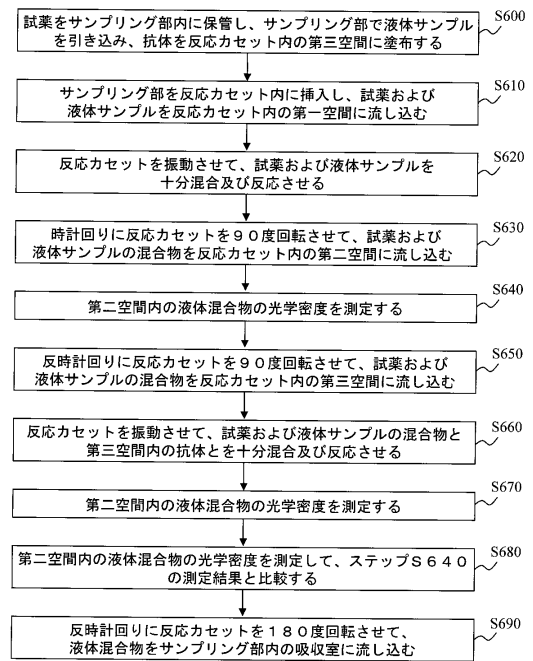 試薬をサンプリング部内に保管し、サンプリング部で液体サンプル
を引き込み、抗体を反応カセット内の第三空間に塗布する
S600
サンプリング部を反応カセット内に挿入し、試薬および
液体サンプルを反応カセット内の第一空間に流し込む
S610
反応カセットを振動させて、試薬および液体サンプルを
十分混合及び反応させる
S620
時計回りに反応カセットを90度回転させて、試薬および
液体サンプルの混合物を反応カセット内の第二空間に流し込む
S630
第二空間内の液体混合物の光学密度を測定する
S640
反時計回りに反応カセットを90度回転させて、試薬および
液体サンプルの混合物を反応カセット内の第三空間に流し込む
S650
反応カセットを振動させて、試薬および液体サンプルの混合物と
第三空間内の抗体とを十分混合及び反応させる
S660
第二空間内の液体混合物の光学密度を測定する
S670
第二空間内の液体混合物の光学密度を測定して、ステップS640
の測定結果と比較する
S680
反時計回りに反応カセットを180度回転させて、
液体混合物をサンプリング部内の吸収室に流し込む
S690